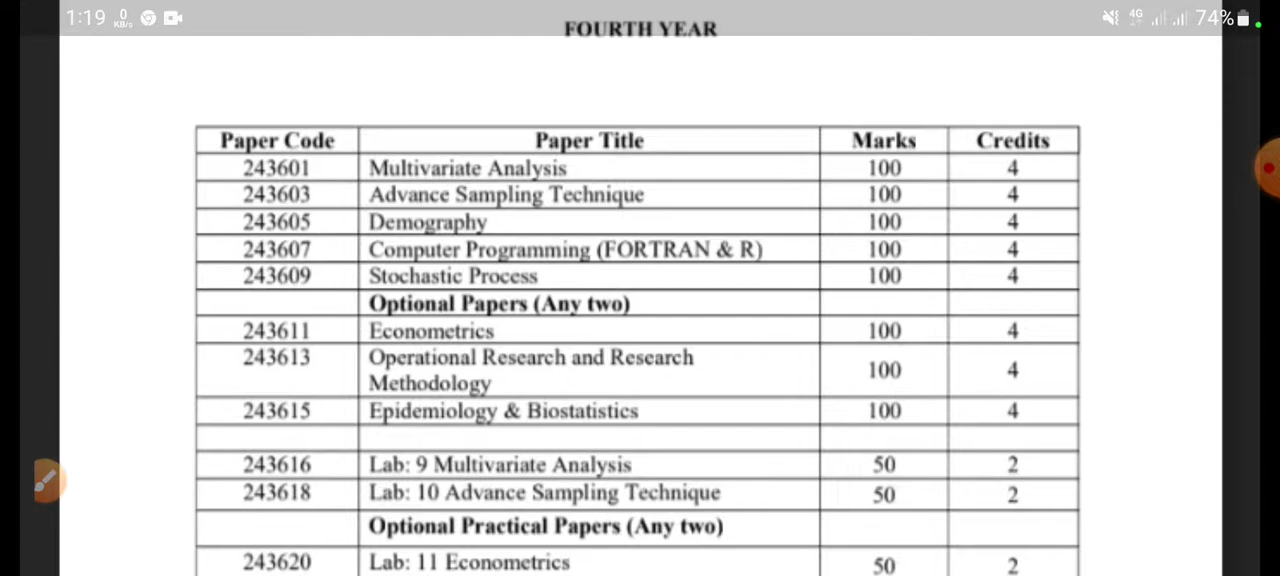 1:19 0 KB/s 4G 74%
FOURTH YEAR
Paper Code Paper Title Marks Credits
243601 Multivariate Analysis 100 4
243603 Advance Sampling Technique 100 4
243605 Demography 100 4
243607 Computer Programming (FORTRAN & R) 100 4
243609 Stochastic Process 100 4
Optional Papers (Any two)
243611 Econometrics 100 4
243613 Operational Research and Research
Methodology 100 4
243615 Epidemiology & Biostatistics 100 4
243616 Lab: 9 Multivariate Analysis 50 2
243618 Lab: 10 Advance Sampling Technique 50 2
Optional Practical Papers (Any two)
243620 Lab: 11 Econometrics 50 2